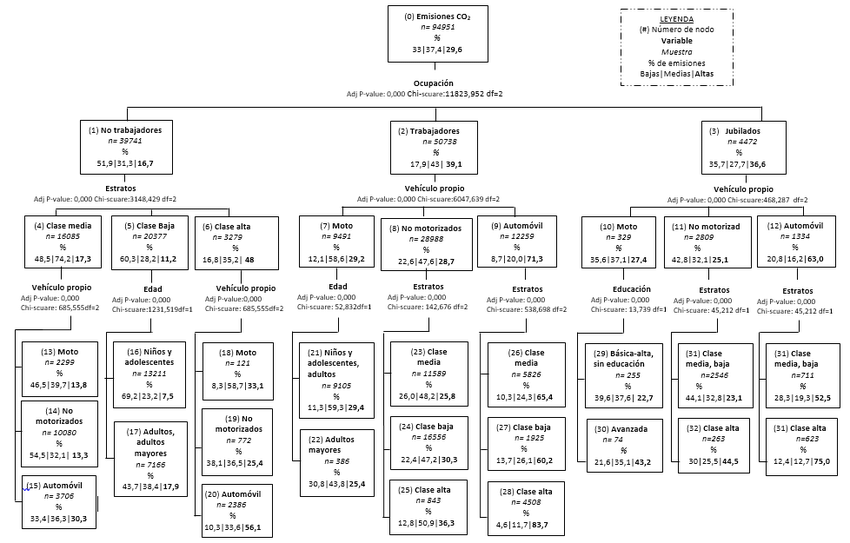 (0) Emisiones CO₂
n= 94951
%
33|37,4|29,6
LEYENDA
(#) Número de nodo
Variable
Muestra
% de emisiones
Bajas|Medias|Altas
Ocupación
Adj P-value: 0,000 Chi-scuare:11823,952 df=2
(1) No trabajadores
n= 39741
%
51,9|31,3|16,7
(2) Trabajadores
n= 50738
%
17,9|43| 39,1
(3) Jubilados
n= 4472
%
35,7|27,7|36,6
Estratos
Adj P-value: 0,000 Chi-scuare:3148,429 df=2
Vehículo propio
Adj P-value: 0,000 Chi-scuare:6047,639 df=2
Vehículo propio
Adj P-value: 0,000 Chi-scuare:468,287 df=2
(4) Clase media
n= 16085
%
48,5|74,2|17,3
(5) Clase Baja
n= 20377
%
60,3|28,2|11,2
(6) Clase alta
n= 3279
%
16,8|35,2| 48
(7) Moto
n= 9491
%
12,1|58,6|29,2
(8) No motorizados
n= 28988
%
22,6|47,6|28,7
(9) Automóvil
n= 12259
%
8,7|20,0|71,3
(10) Moto
n= 329
%
35,6|37,1|27,4
(11) No motorizad
n= 2809
%
42,8|32,1|25,1
(12) Automóvil
n= 1334
%
20,8|16,2|63,0
Vehículo propio
Adj P-value: 0,000
Chi-scuare: 685,555df=2
Edad
Adj P-value: 0,000
Chi-scuare:1231,519df=1
Vehículo propio
Adj P-value:0,000
Chi-scuare: 685,555df=2
Edad
Adj P-value: 0,000
Chi-scuare: 52,832df=1
Estratos
Adj P-value: 0,000
Chi-scuare: 142,676 df=2
Estratos
Adj P-value: 0,000
Chi-scuare: 538,698 df=2
Educación
Adj P-value: 0,000
Chi-scuare: 13,739 df=1
Estratos
Adj P-value: 0,000
Chi-scuare: 45,212 df=1
Estratos
Adj P-value: 0,000
Chi-scuare: 45,212 df=1
(13) Moto
n= 2299
%
46,5|39,7|13,8
(14) No
motorizados
n= 10080
%
54,5|32,1| 13,3
(15) Automóvil
n= 3706
%
33,4|36,3|30,3
(16) Niños y
adolescentes
n= 13211
%
69,2|23,2|7,5
(17) Adultos,
adultos
mayores
n= 7166
%
43,7|38,4|17,9
(18) Moto
n= 121
%
8,3|58,7|33,1
(19) No
motorizados
n= 772
%
38,1|36,5|25,4
(20) Automóvil
n= 2386
%
10,3|33,6|56,1
(21) Niños y
adolescentes,
adultos
n= 9105
%
11,3|59,3|29,4
(22) Adultos
mayores
n= 386
%
30,8|43,8|25,4
(23) Clase
media
n= 11589
%
26,0|48,2|25,8
(24) Clase baja
n= 16556
%
22,4|47,2|30,3
(25) Clase alta
n= 843
%
12,8|50,9|36,3
(26) Clase
media
n= 5826
%
10,3|24,3|65,4
(27) Clase baja
n= 1925
%
13,7|26,1|60,2
(28) Clase alta
n= 4508
%
4,6|11,7|83,7
(29) Básica-alta,
sin educación
n= 255
%
39,6|37,6| 22,7
(30) Avanzada
n= 74
%
21,6|35,1|43,2
(31) Clase
media, baja
n=2546
%
44,1|32,8|23,1
(32) Clase alta
n=263
%
30|25,5|44,5
(31) Clase
media, baja
n=711
%
28,3|19,3|52,5
(31) Clase alta
n=623
%
12,4|12,7|75,0